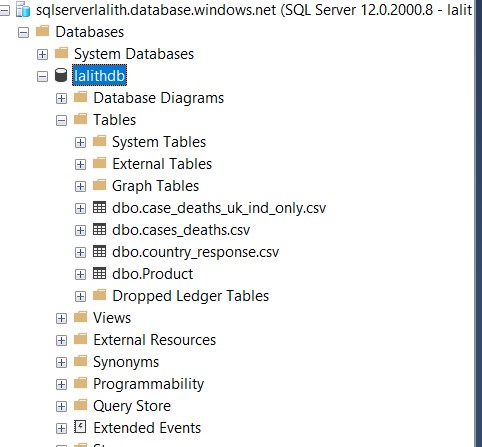 sqlserverlalith.database.windows.net (SQL Server 12.0.2000.8 - lalit
Databases
System Databases
lalithdb
Database Diagrams
Tables
System Tables
External Tables
Graph Tables
dbo.case_deaths_uk_ind_only.csv
dbo.cases_deaths.csv
dbo.country_response.csv
dbo.Product
Dropped Ledger Tables
Views
External Resources
Synonyms
Programmability
Query Store
Extended Events